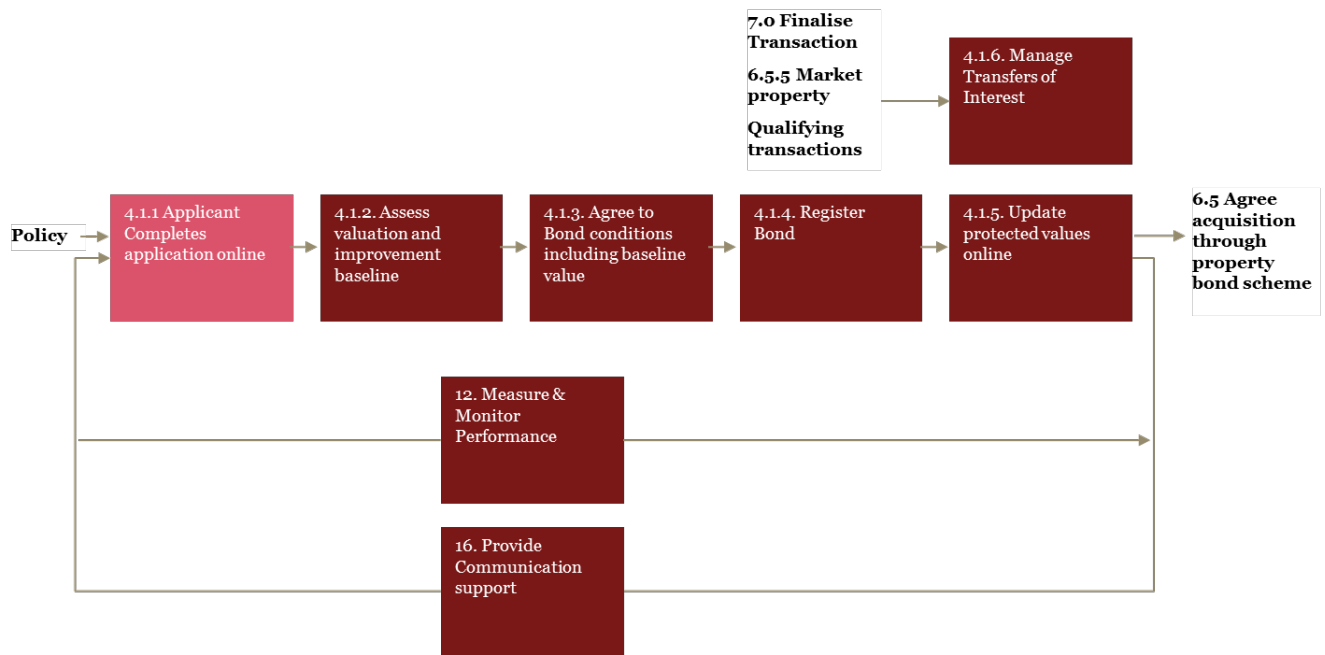 7.0 Finalise
Transaction
6.5.5 Market
property
Qualifying
transactions
4.1.6. Manage
Transfers of
Interest
Policy
4.1.1 Applicant
Completes
application online
4.1.2. Assess
valuation and
improvement
baseline
4.1.3. Agree to
Bond conditions
including baseline
value
4.1.4. Register
Bond
4.1.5. Update
protected values
online
6.5 Agree
acquisition
through
property
bond scheme
12. Measure &
Monitor
Performance
16. Provide
Communication
support